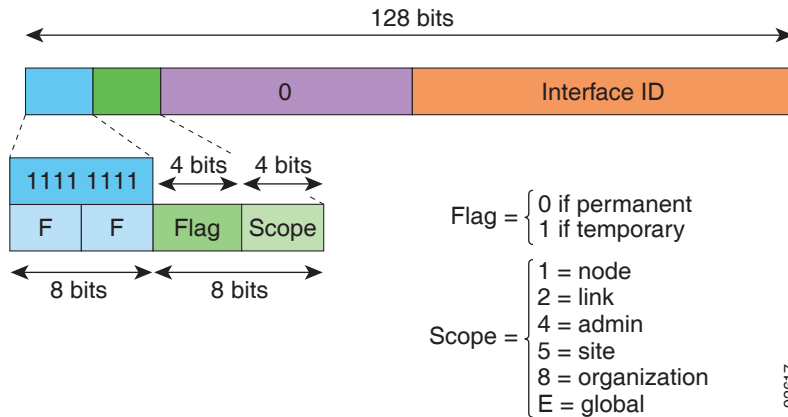 128 bits
0
Interface ID
4 bits
4 bits
1111 1111
F
F
Flag
Scope
8 bits
8 bits
Flag =
0 if permanent
1 if temporary
Scope =
1 = node
2 = link
4 = admin
5 = site
8 = organization
E = global